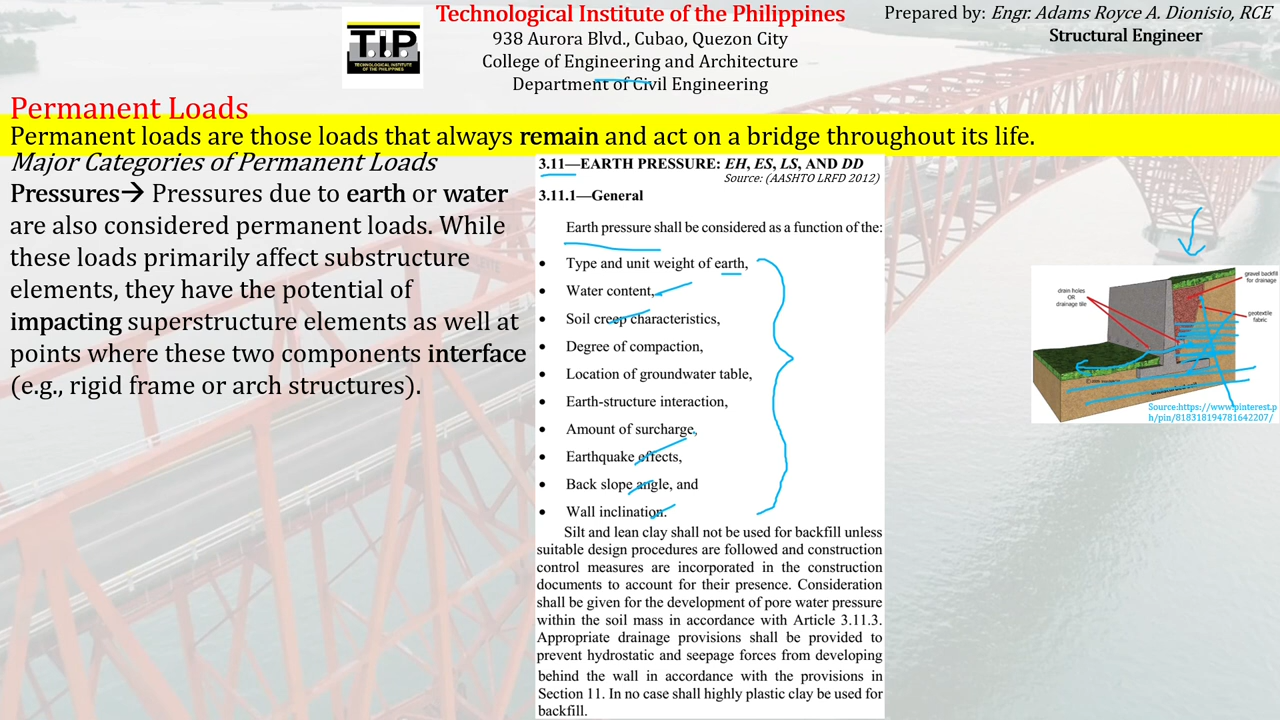 TiP
TECHNOLOGICAL INSTITUTE
OF THE PHILIPPINES
Technological Institute of the Philippines
938 Aurora Blvd., Cubao, Quezon City
College of Engineering and Architecture
Department of Civil Engineering
Prepared by: Engr. Adams Royce A. Dionisio, RCE
Structural Engineer
Permanent Loads
Permanent loads are those loads that always remain and act on a bridge throughout its life.
Major Categories of Permanent Loads
Pressures→ Pressures due to earth or water
are also considered permanent loads. While
these loads primarily affect substructure
elements, they have the potential of
impacting superstructure elements as well at
points where these two components interface
(e.g., rigid frame or arch structures).
3.11—EARTH PRESSURE: EH, ES, LS, AND DD
Source: (AASHTO LRFD 2012)
3.11.1—General
Earth pressure shall be considered as a function of the:
• Type and unit weight of earth,
• Water content,
• Soil creep characteristics,
• Degree of compaction,
• Location of groundwater table,
• Earth-structure interaction,
• Amount of surcharge,
• Earthquake effects,
• Back slope angle, and
• Wall inclination.
Silt and lean clay shall not be used for backfill unless
suitable design procedures are followed and construction
control measures are incorporated in the construction
documents to account for their presence. Consideration
shall be given for the development of pore water pressure
within the soil mass in accordance with Article 3.11.3.
Appropriate drainage provisions shall be provided to
prevent hydrostatic and seepage forces from developing
behind the wall in accordance with the provisions in
Section 11. In no case shall highly plastic clay be used for
backfill.
drain holes
OR
drainage tile
gravel backfill
for drainage
geotextile
fabric
Source:https://www.pinterest.p
h/pin/818318194781642207/